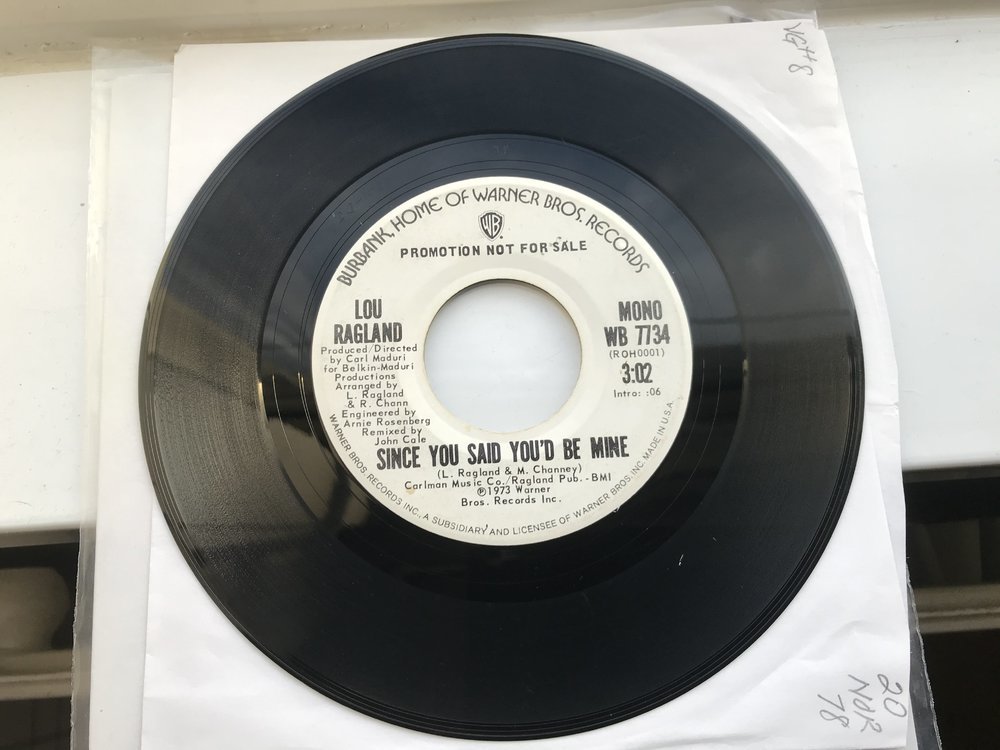 BURBANK, HOME OF WARNER BROS. RECORDS
WB
PROMOTION NOT FOR SALE
LOU
RAGLAND
Produced/Directed
by Carl Maduri
for Belkin-Maduri
Productions
Arranged by
L. Ragland
& R. Chann
Engineered by
Arnie Rosenberg
Remixed by
John Cale
MONO
WB 7734
(ROH0001)
3:02
Intro: :06
SINCE YOU SAID YOU'D BE MINE
(L. Ragland & M. Channey)
Carlman Music Co./Ragland Pub. - BMI
℗1973 Warner
Bros. Records Inc.
WARNER BROS. RECORDS INC., A SUBSIDIARY AND LICENSEE OF WARNER BROS. INC. MADE IN U.S.A.
20
78